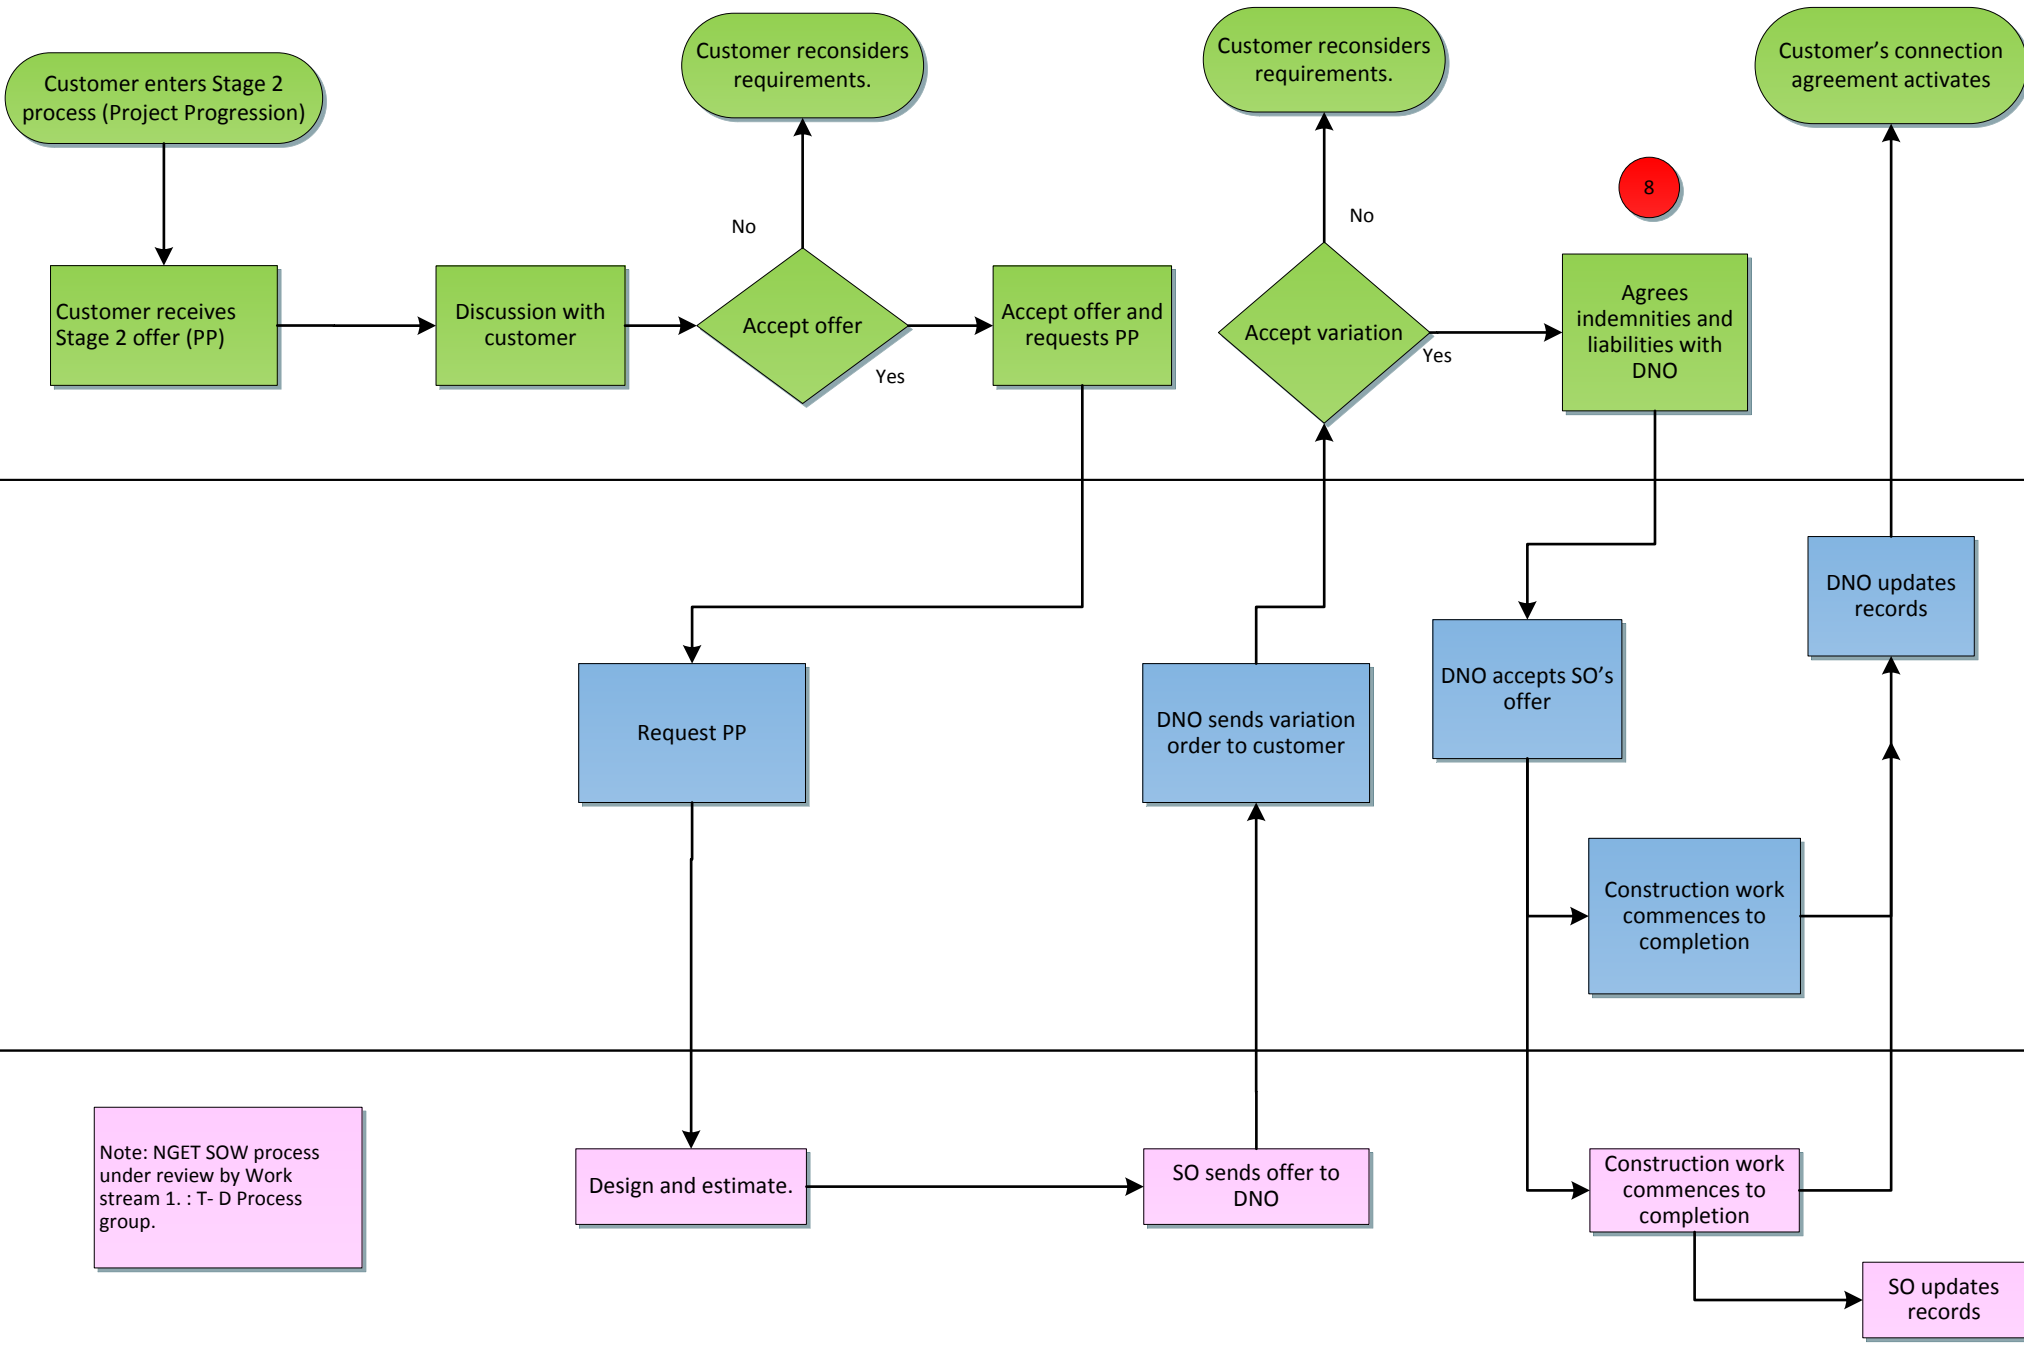 Customer enters Stage 2
process (Project Progression)
Customer reconsiders
requirements.
Customer reconsiders
requirements.
Customer’s connection
agreement activates
8
No
No
Customer receives
Stage 2 offer (PP)
Discussion with
customer
Accept offer
Yes
Accept offer and
requests PP
Accept variation
Yes
Agrees
indemnities and
liabilities with
DNO
DNO updates
records
Request PP
DNO sends variation
order to customer
DNO accepts SO’s
offer
Construction work
commences to
completion
Note: NGET SOW process
under review by Work
stream 1. : T- D Process
group.
Design and estimate.
SO sends offer to
DNO
Construction work
commences to
completion
SO updates
records